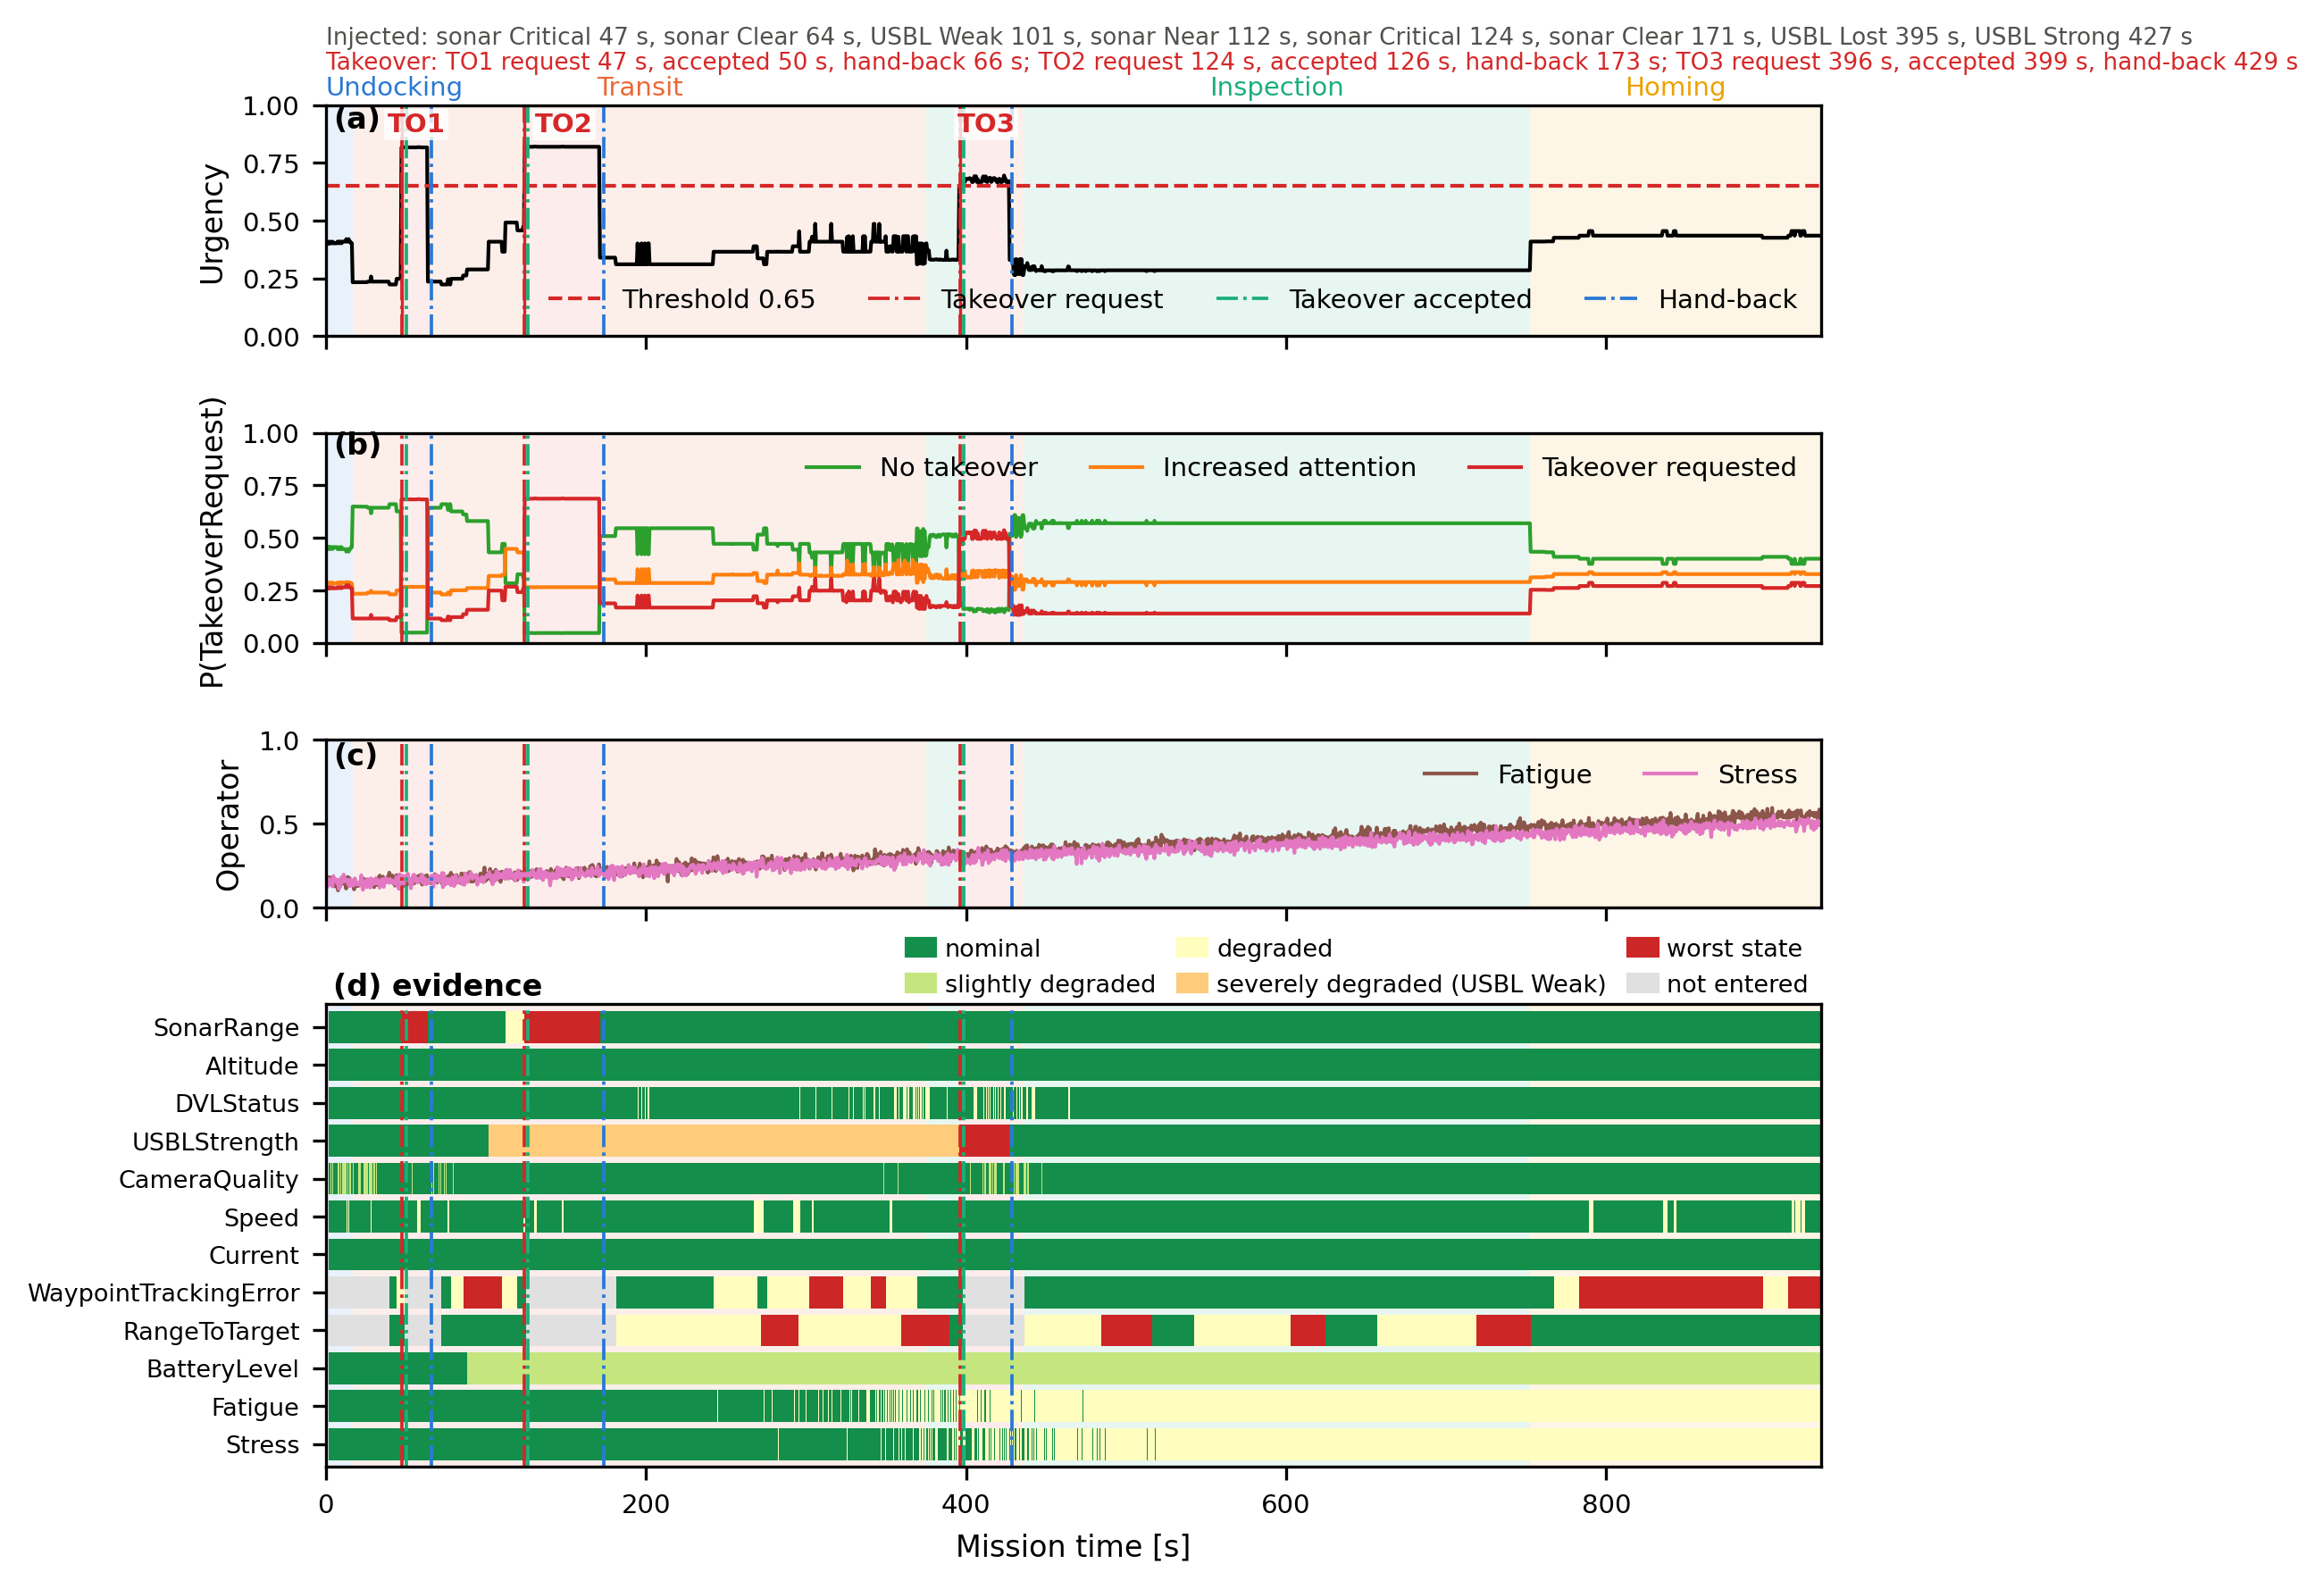 Injected: sonar Critical 47 s, sonar Clear 64 s, USBL Weak 101 s, sonar Near 112 s, sonar Critical 124 s, sonar Clear 171 s, USBL Lost 395 s, USBL Strong 427 s
Takeover: TO1 request 47 s, accepted 50 s, hand-back 66 s; TO2 request 124 s, accepted 126 s, hand-back 173 s; TO3 request 396 s, accepted 399 s, hand-back 429 s
Undocking Transit Inspection Homing
(a) TO1 TO2 TO3
1.00
0.75
0.50
0.25
0.00
Urgency
Threshold 0.65 Takeover request Takeover accepted Hand-back
(b)
1.00
0.75
0.50
0.25
0.00
P(TakeoverRequest)
No takeover Increased attention Takeover requested
(c)
1.0
0.5
0.0
Operator
Fatigue Stress
nominal degraded worst state
slightly degraded severely degraded (USBL Weak) not entered
(d) evidence
SonarRange
Altitude
DVLStatus
USBLStrength
CameraQuality
Speed
Current
WaypointTrackingError
RangeToTarget
BatteryLevel
Fatigue
Stress
0 200 400 600 800
Mission time [s]